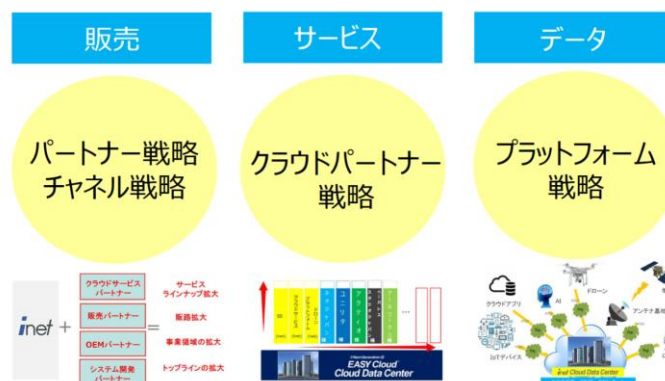 販売
サービス
データ
パートナー戦略
チャネル戦略
クラウドパートナー
戦略
プラットフォーム
戦略
inet
+
クラウドサービス
パートナー
販売パートナー
OEMパートナー
システム開発
パートナー
=
サービス
ラインナップ拡大
販路拡大
事業領域の拡大
トップラインの拡大
…
EASY Cloud
Cloud Data Center
クラウドアプリ
AI
ドローン
アンテナ基地
IoTデバイス
inet Cloud Data Center